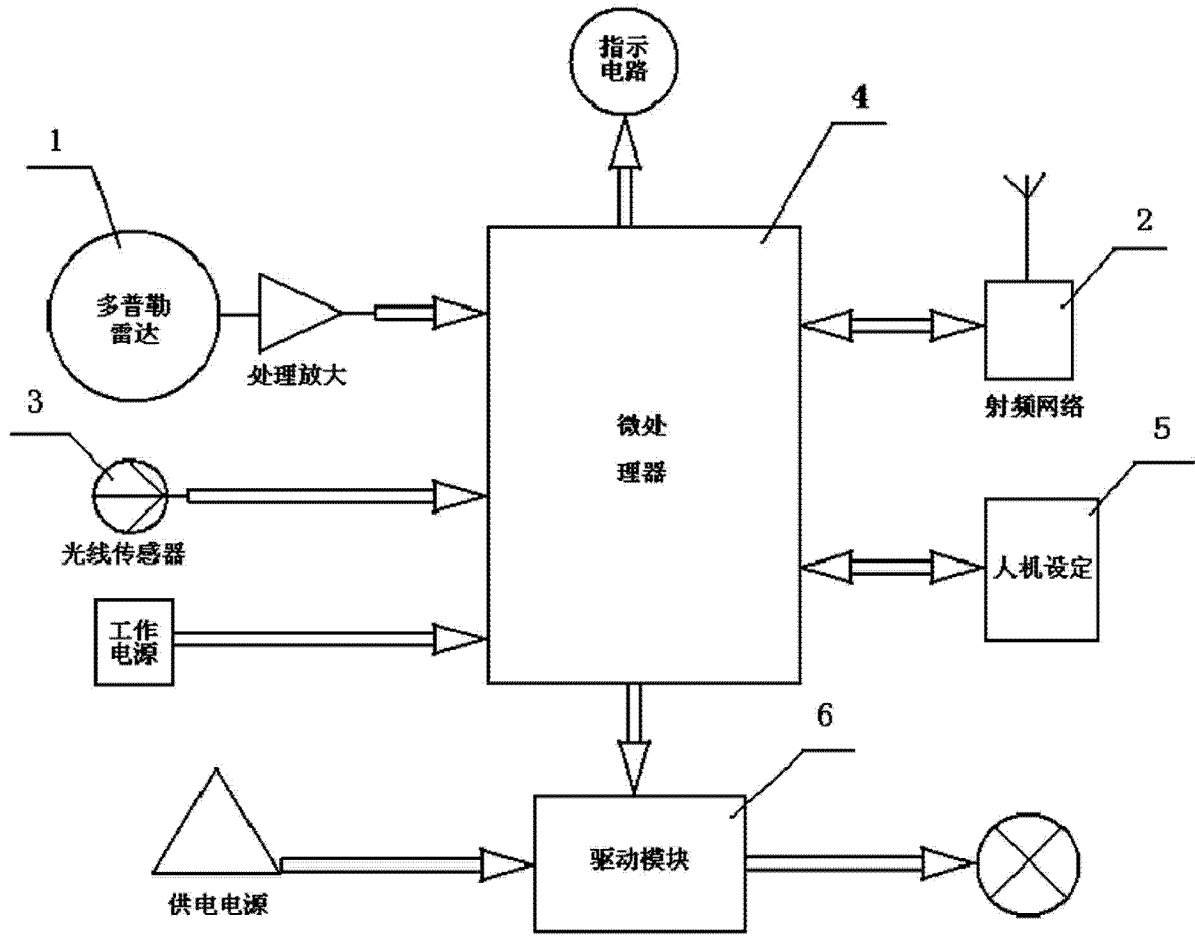 指示
电路
4
1
2
多普勒
雷达
处理放大
射频网络
3
微处
理器
5
光线传感器
人机设定
工作
电源
6
驱动模块
供电电源